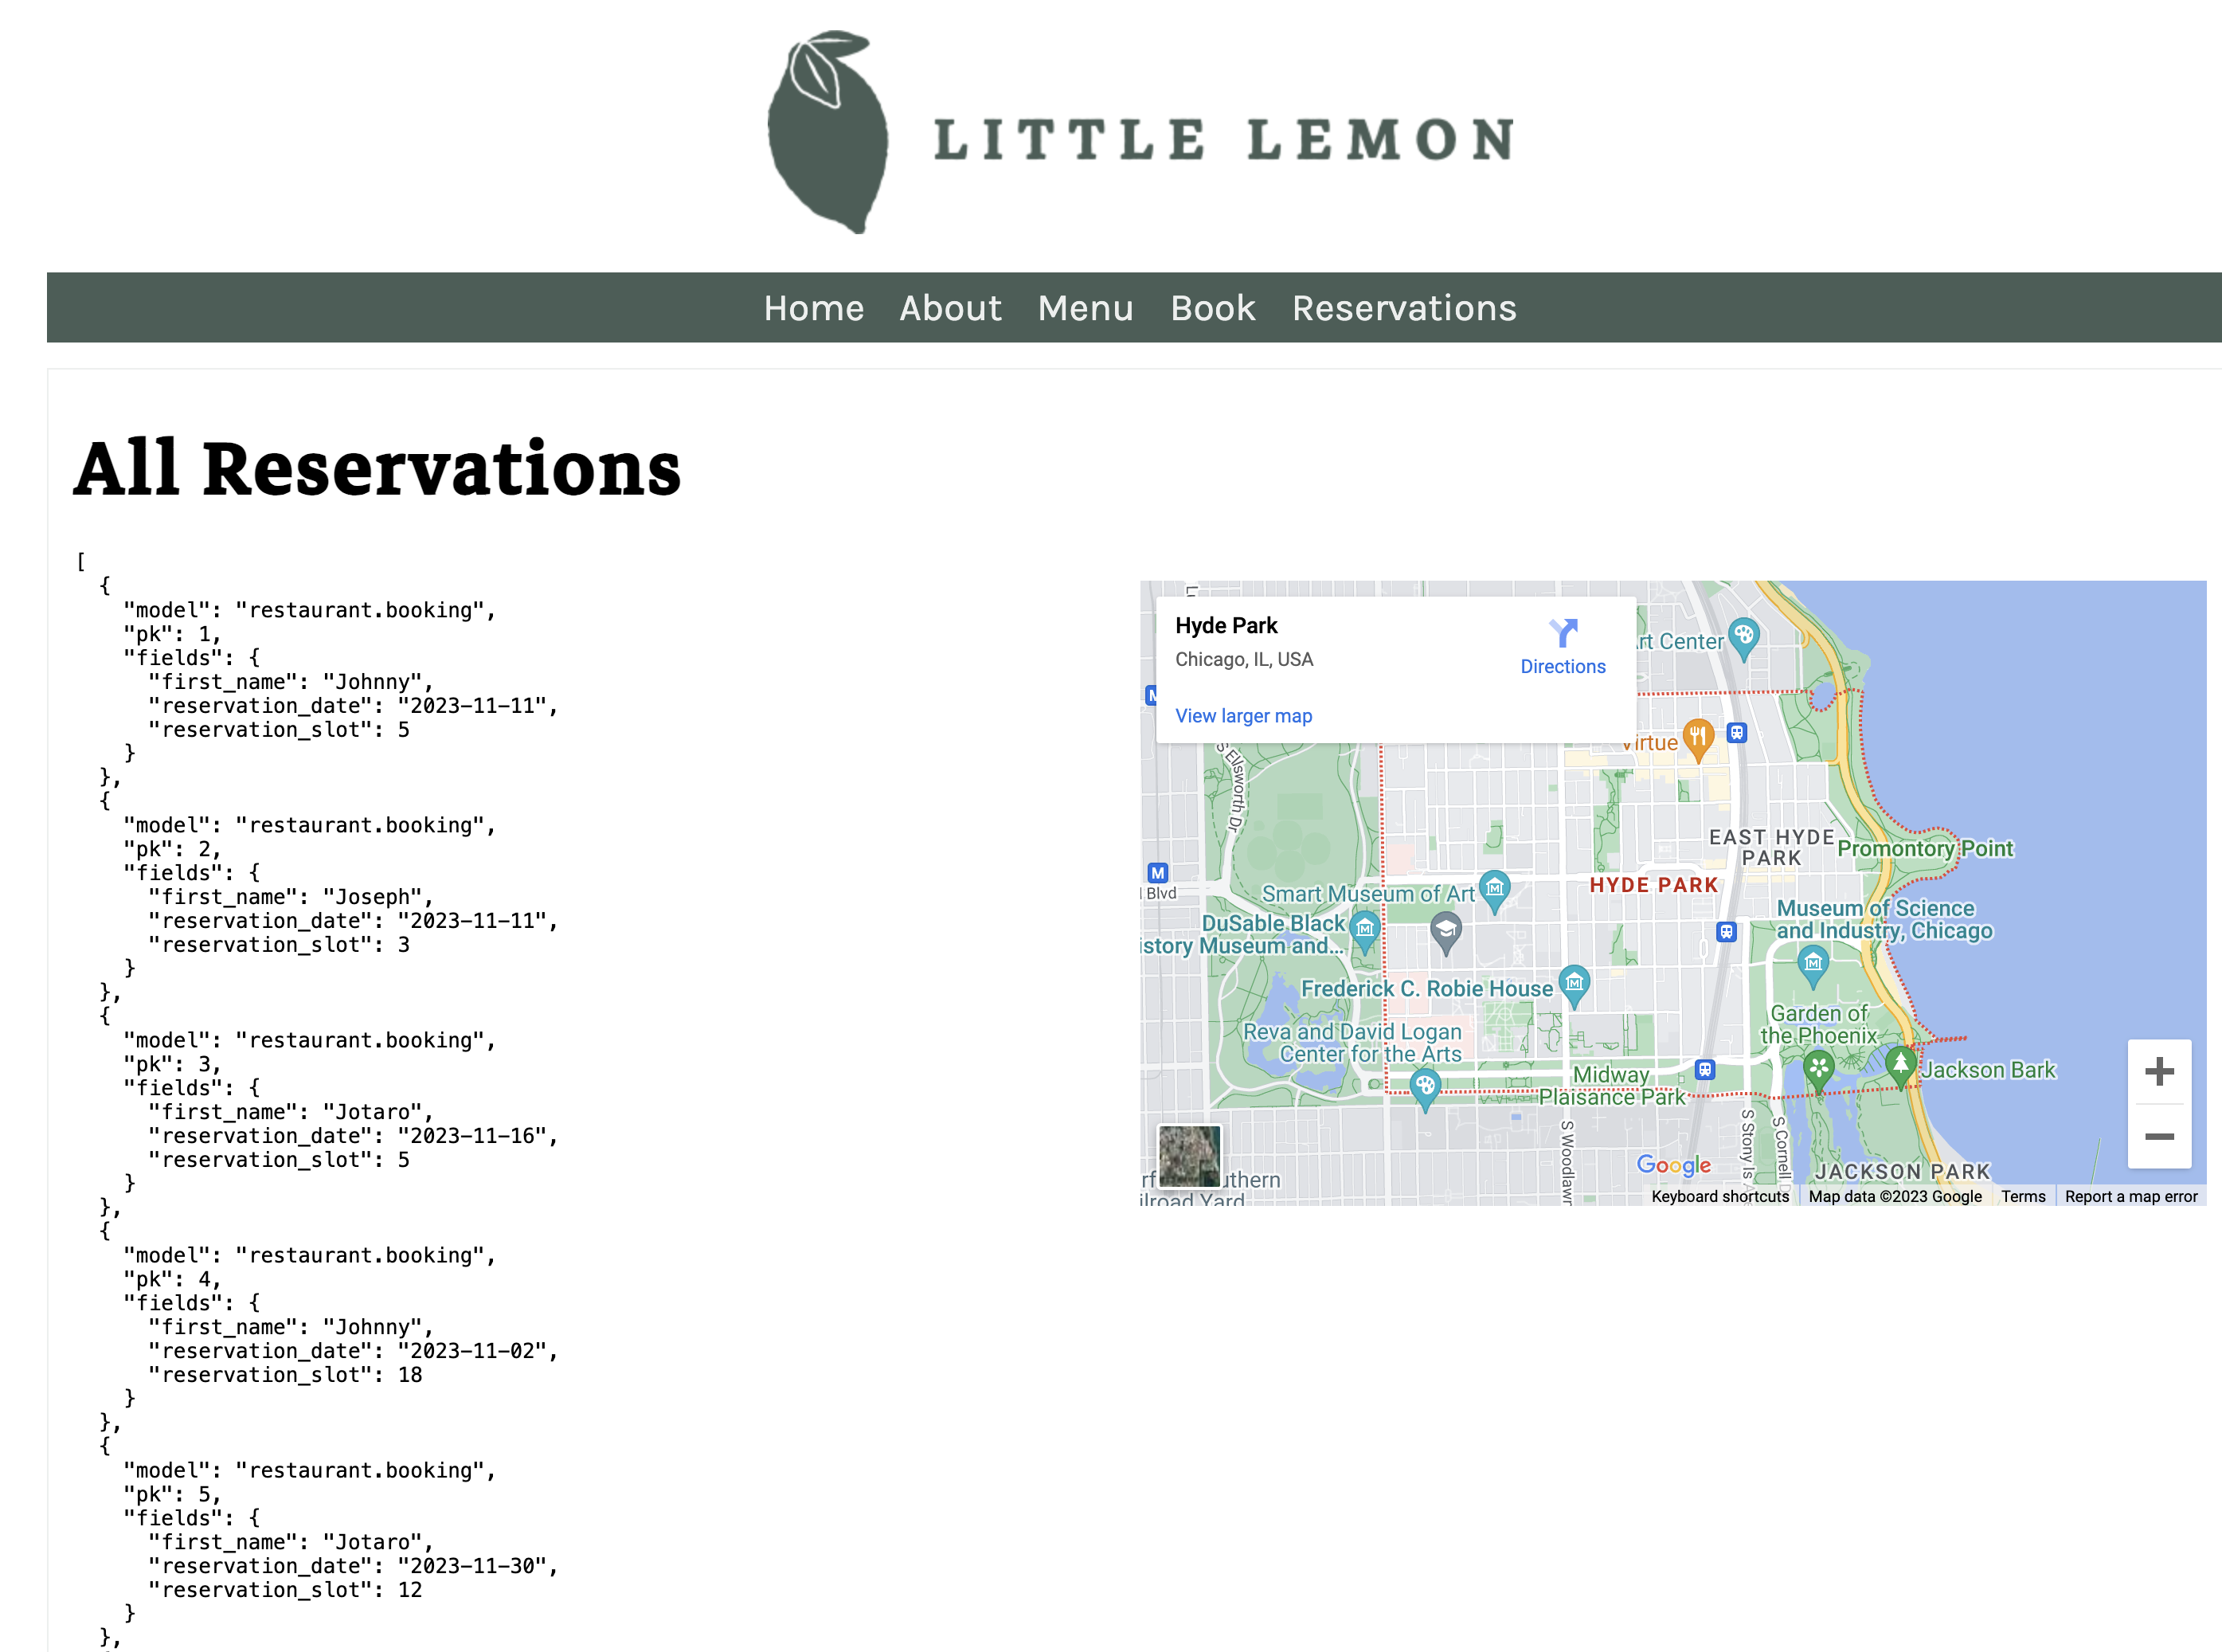 LITTLE LEMON
Home About Menu Book Reservations
All Reservations
[
{
"model": "restaurant.booking",
"pk": 1,
"fields": {
"first_name": "Johnny",
"reservation_date": "2023-11-11",
"reservation_slot": 5
}
},
{
"model": "restaurant.booking",
"pk": 2,
"fields": {
"first_name": "Joseph",
"reservation_date": "2023-11-11",
"reservation_slot": 3
}
},
{
"model": "restaurant.booking",
"pk": 3,
"fields": {
"first_name": "Jotaro",
"reservation_date": "2023-11-16",
"reservation_slot": 5
}
},
{
"model": "restaurant.booking",
"pk": 4,
"fields": {
"first_name": "Johnny",
"reservation_date": "2023-11-02",
"reservation_slot": 18
}
},
{
"model": "restaurant.booking",
"pk": 5,
"fields": {
"first_name": "Jotaro",
"reservation_date": "2023-11-30",
"reservation_slot": 12
}
},
Hyde Park
Chicago, IL, USA
Directions
View larger map
rt Center
Virtue
S Ellsworth Dr
EAST HYDE
PARK
Promontory Point
M
l Blvd
HYDE PARK
Smart Museum of Art
DuSable Black
istory Museum and...
Museum of Science
and Industry, Chicago
Frederick C. Robie House
Reva and David Logan
Center for the Arts
Garden of
the Phoenix
Jackson Bark
Midway
Plaisance Park
S Woodlawn
S Stony Is
S Cornell
JACKSON PARK
uthern
ilroad Yard
Google
Keyboard shortcuts
Map data ©2023 Google
Terms
Report a map error